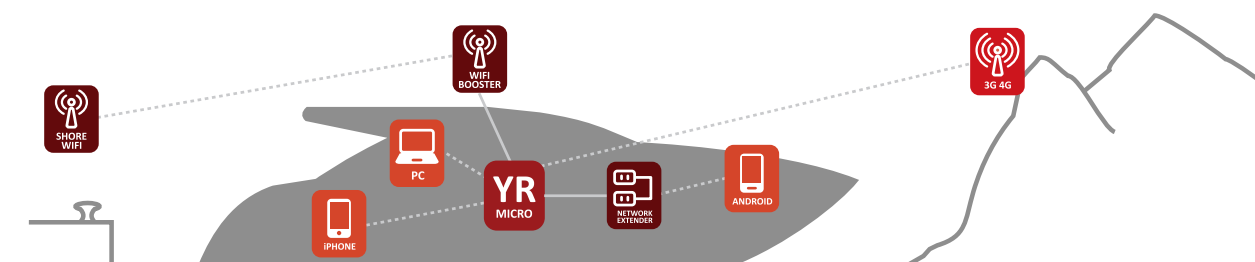 SHORE
WIFI
WIFI
BOOSTER
3G 4G
PC
iPHONE
YR
MICRO
NETWORK
EXTENDER
ANDROID